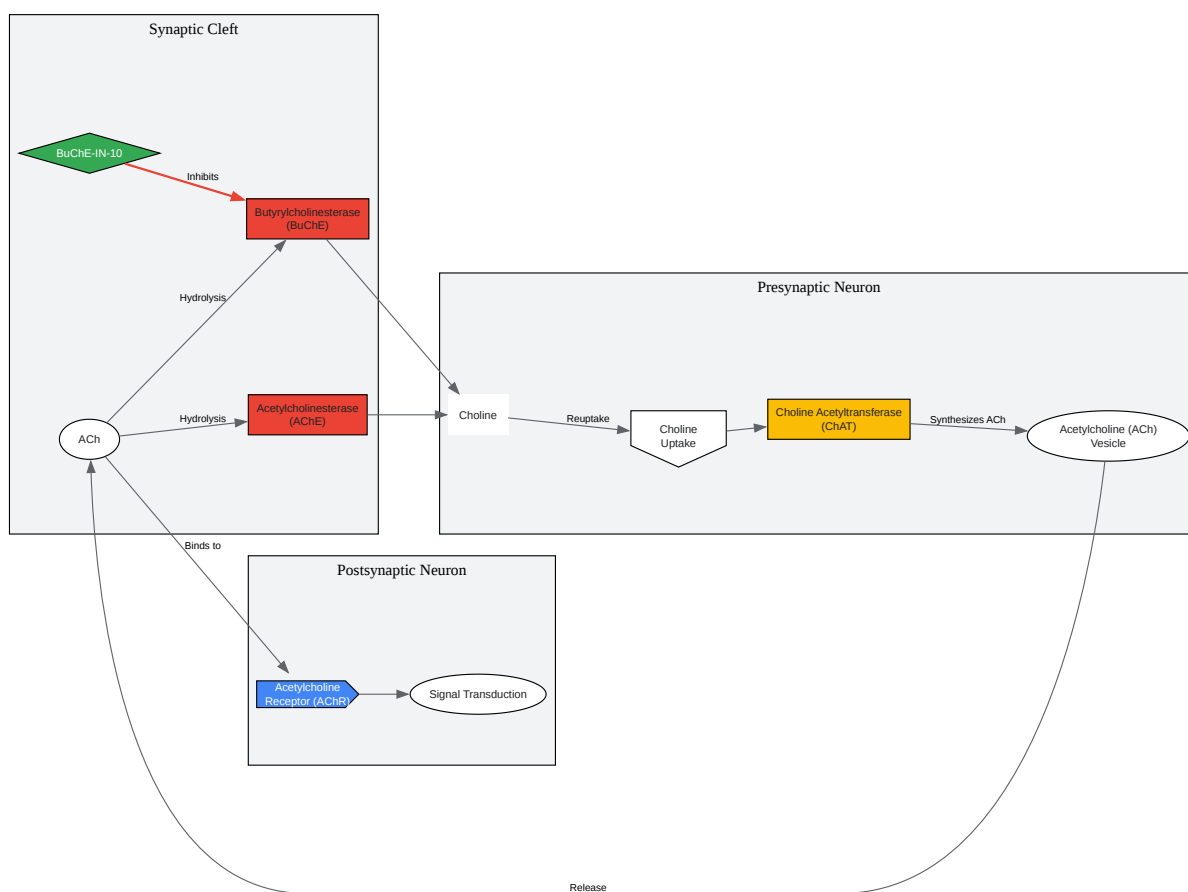 Synaptic Cleft
BuChE-IN-10
Inhibits
Butyrylcholinesterase
(BuChE)
Presynaptic Neuron
Hydrolysis
Acetylcholinesterase
(AChE)
Hydrolysis
ACh
Choline
Reuptake
Choline
Uptake
Choline Acetyltransferase
(ChAT)
Synthesizes ACh
Acetylcholine (ACh)
Vesicle
Binds to
Postsynaptic Neuron
Acetylcholine
Receptor (AChR)
Signal Transduction
Release